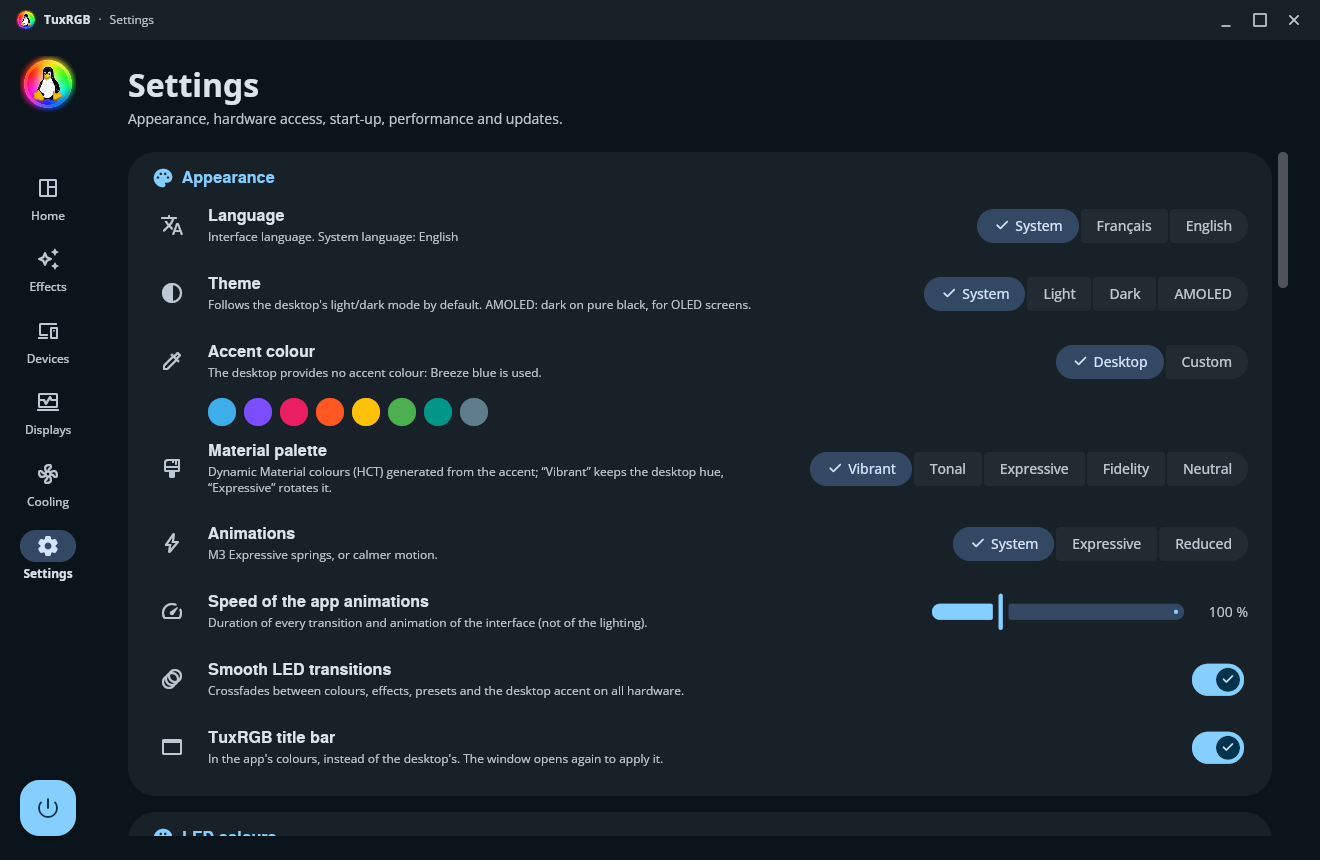 TuxRGB · Settings
Settings
Appearance, hardware access, start-up, performance and updates.
Home
Effects
Devices
Displays
Cooling
Settings
Appearance
Language
Interface language. System language: English
System Français English
Theme
Follows the desktop's light/dark mode by default. AMOLED: dark on pure black, for OLED screens.
System Light Dark AMOLED
Accent colour
The desktop provides no accent colour: Breeze blue is used.
Desktop Custom
Material palette
Dynamic Material colours (HCT) generated from the accent; “Vibrant” keeps the desktop hue,
“Expressive” rotates it.
Vibrant Tonal Expressive Fidelity Neutral
Animations
M3 Expressive springs, or calmer motion.
System Expressive Reduced
Speed of the app animations
Duration of every transition and animation of the interface (not of the lighting).
100 %
Smooth LED transitions
Crossfades between colours, effects, presets and the desktop accent on all hardware.
TuxRGB title bar
In the app's colours, instead of the desktop's. The window opens again to apply it.
LED colours